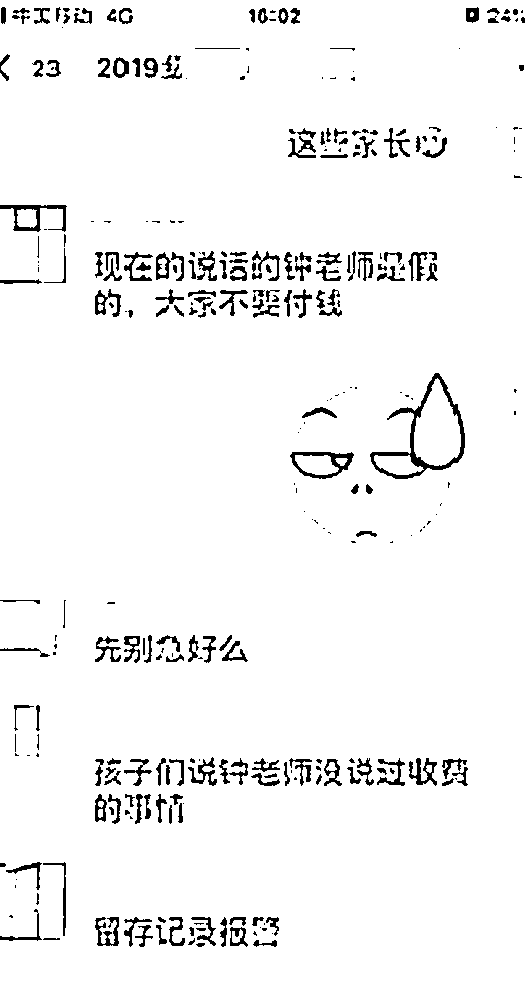 中国移动 4G 16:02 24%
23 2019级
这些家长
现在的说话的钟老师是假
的，大家不要付钱
先别急好么
孩子们说钟老师没说过收费
的事情
留存记录报警